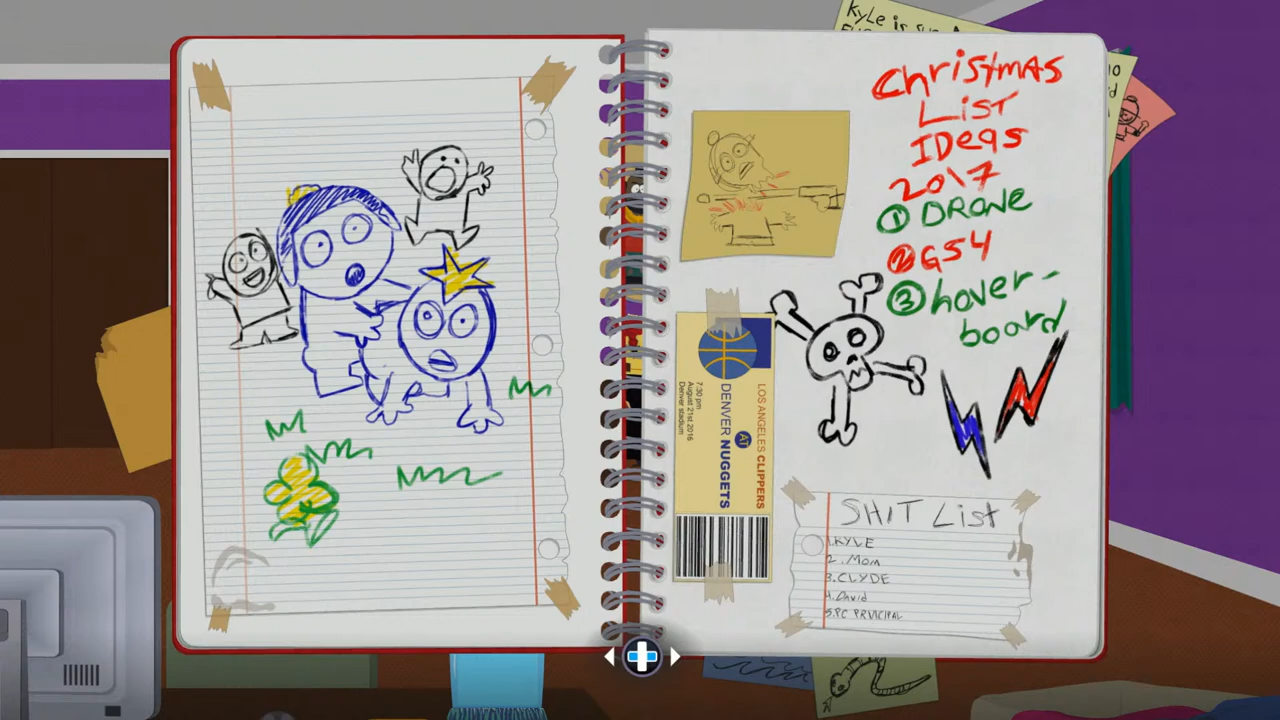 Kyle is
Christmas
List
IDeas
2017
① DRONE
② GS4
③ hover-
board
LOS ANGELES CLIPPERS
AT
DENVER NUGGETS
7:30 pm
August 21st 2016
Denver stadium
SHIT List
1.KYLE
2.Mom
3.CLYDE
4.David
5.PC PRICIPAL